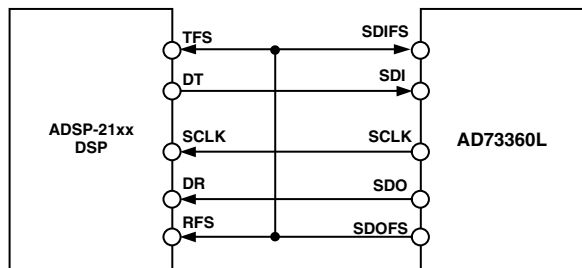 TFS SDIFS
DT SDI
ADSP-21xx
DSP
SCLK SCLK
AD73360L
DR SDO
RFS SDOFS